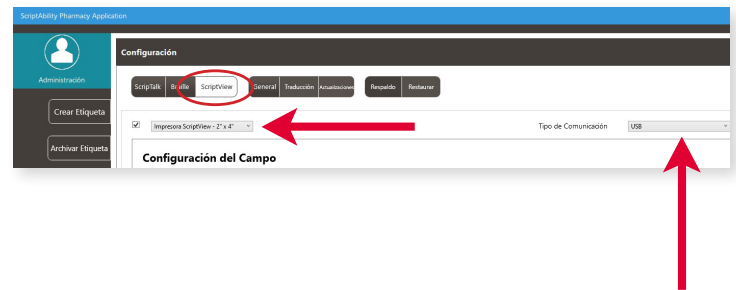 ScriptAbility Pharmacy Application
Configuración
Administración
ScripTalk Braille ScriptView General Traducción Actualizaciones Respaldo Restaurar
Crear Etiqueta
Impresora ScriptView - 2" x 4" Tipo de Comunicación USB
Archivar Etiqueta
Configuración del Campo